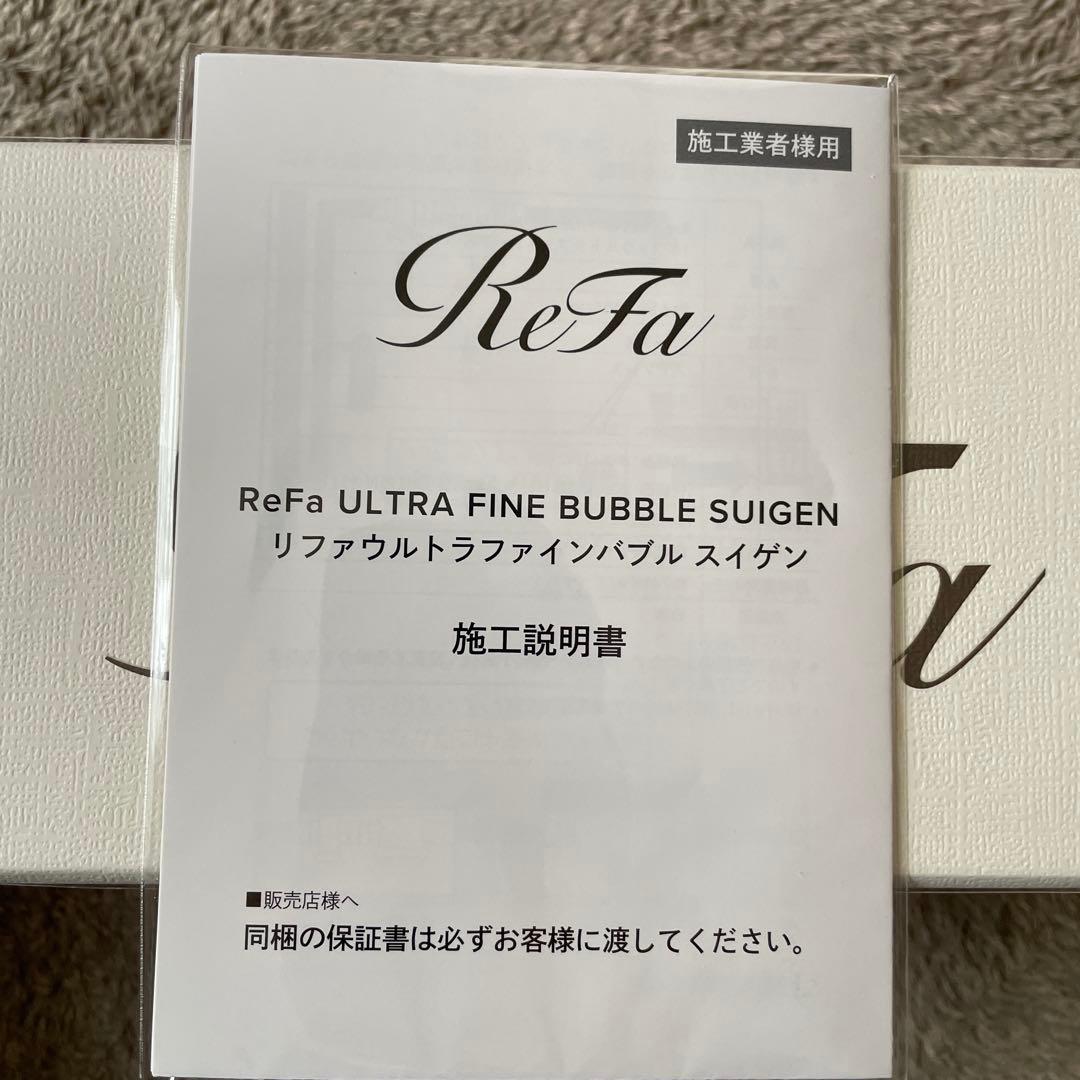 施工業者様用
ReFa
ReFa ULTRA FINE BUBBLE SUIGEN
リファウルトラファインバブル スイゲン
施工説明書
■販売店様へ
同梱の保証書は必ずお客様に渡してください。